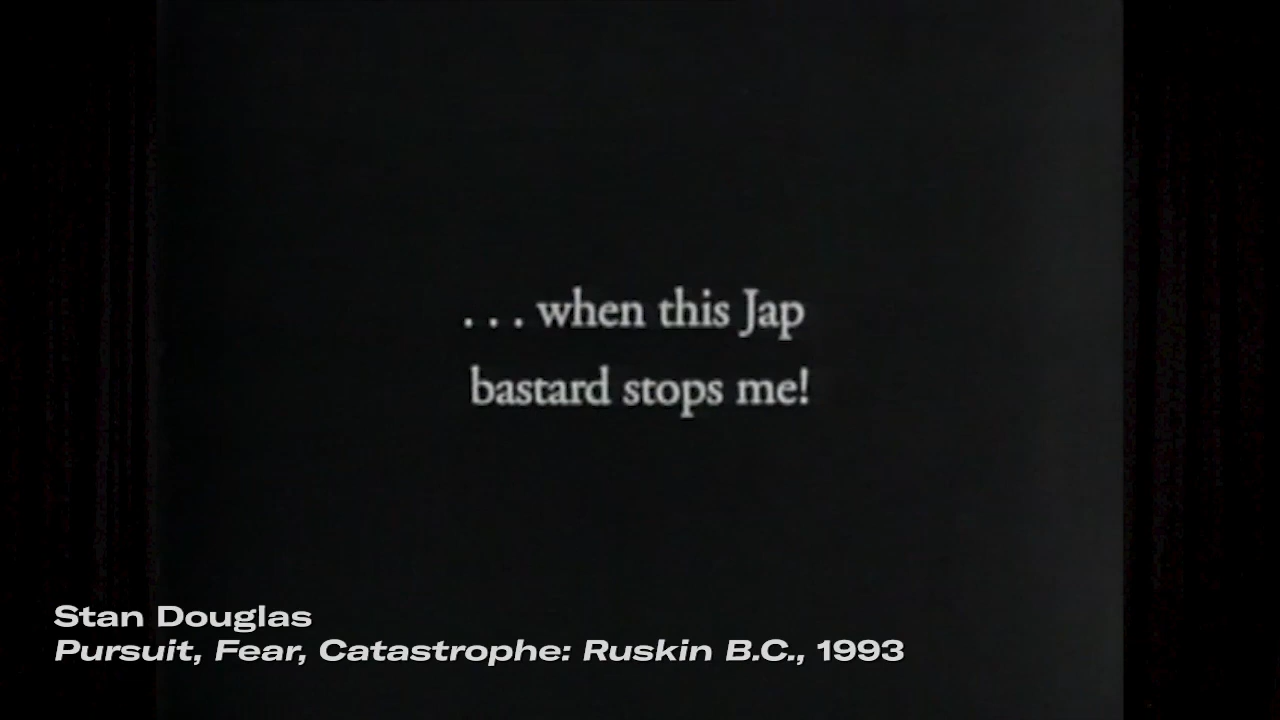 . . . when this Jap
bastard stops me!
Stan Douglas
Pursuit, Fear, Catastrophe: Ruskin B.C., 1993